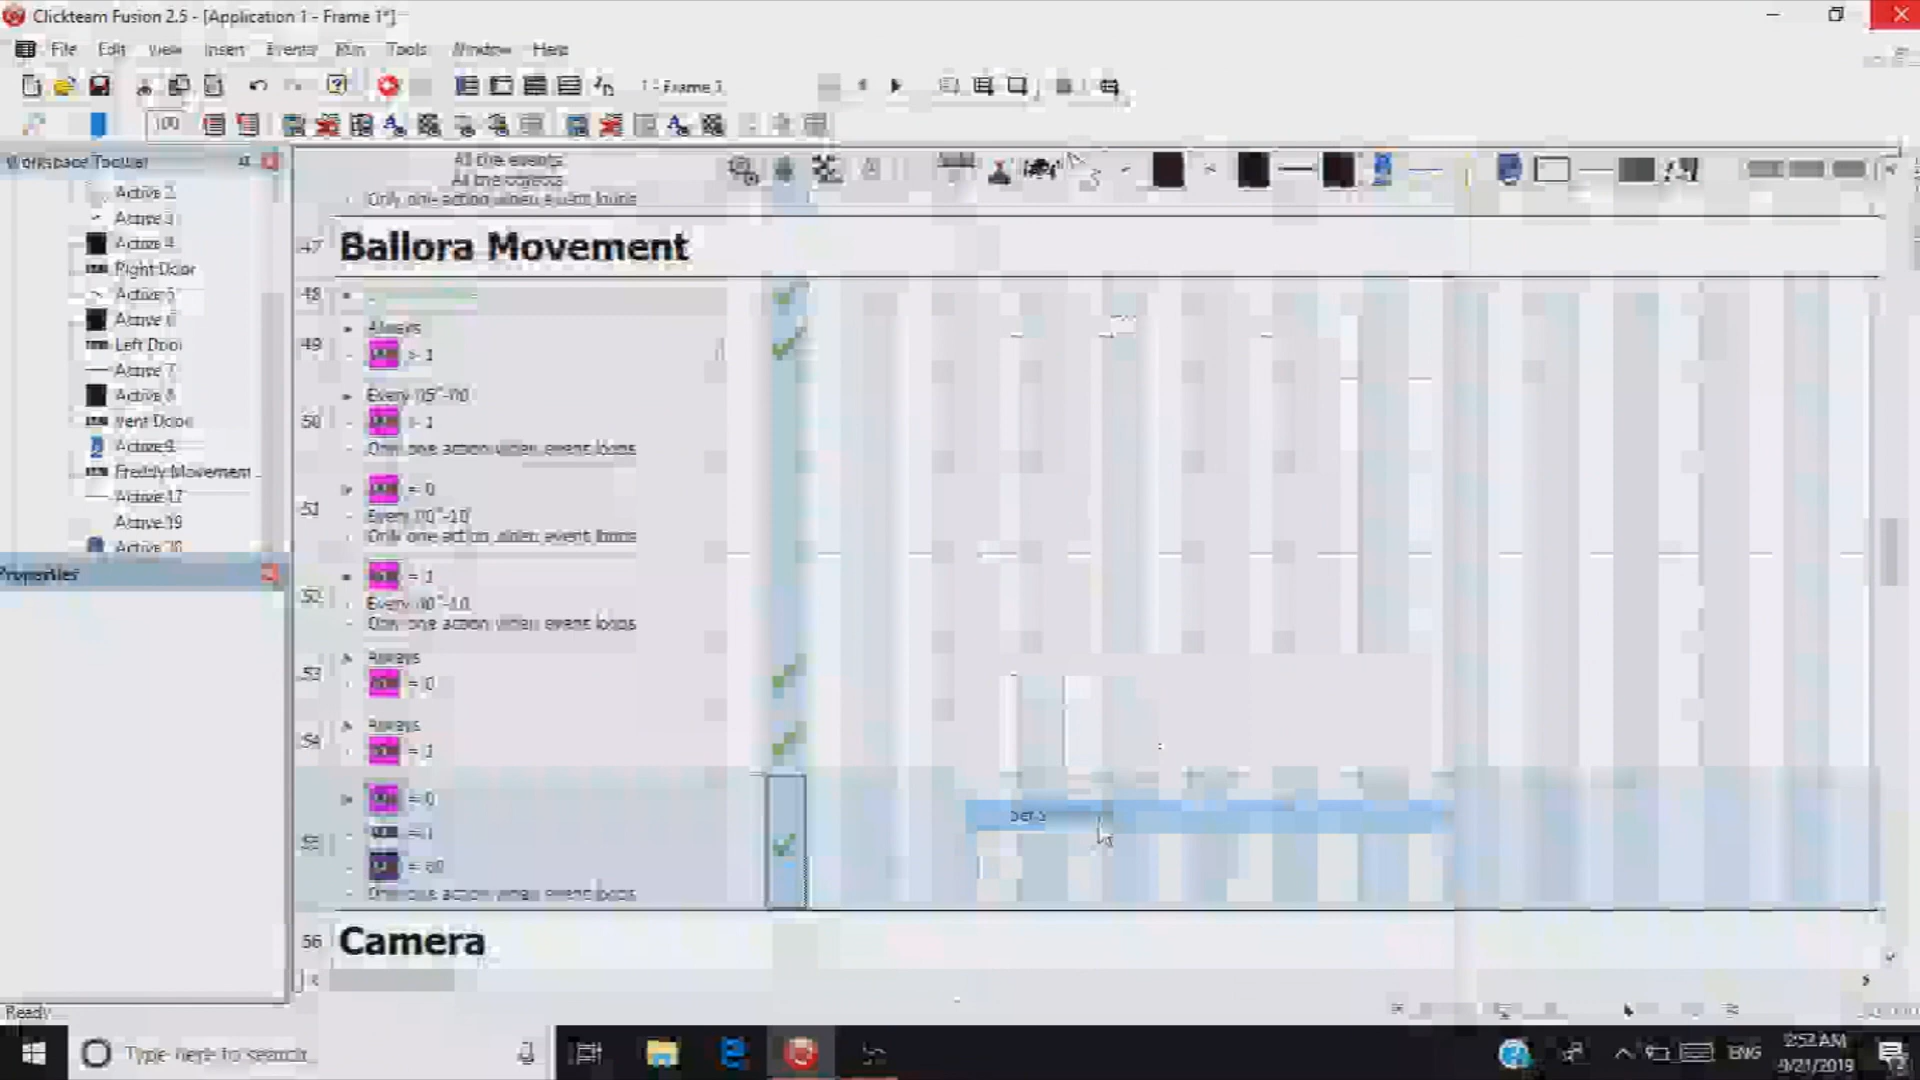 Clickteam Fusion 2.5 - [Application 1 - Frame 1*]
File Edit View Insert Events Run Tools Window Help
1 - Frame 1
100
Workspace Toolbar
Active 2
Active 3
Active 4
Right Door
Active 5
Active 6
Left Door
Active 7
Active 8
Vent Door
Active 9
Freddy Movement
Active 17
Active 19
Properties
Ready
All the events
All the objects
Only one action when event loops
47 Ballora Movement
48
49
Always
> 1
50
> 1
Only one action when event loops
51
= 0
Only one action when event loops
52
= 1
Only one action when event loops
53
Always
= 0
54
Always
= 1
55
= 0
= 1
Only one action when event loops
56 Camera
Type here to search
ENG
2:52 AM
9/21/2019